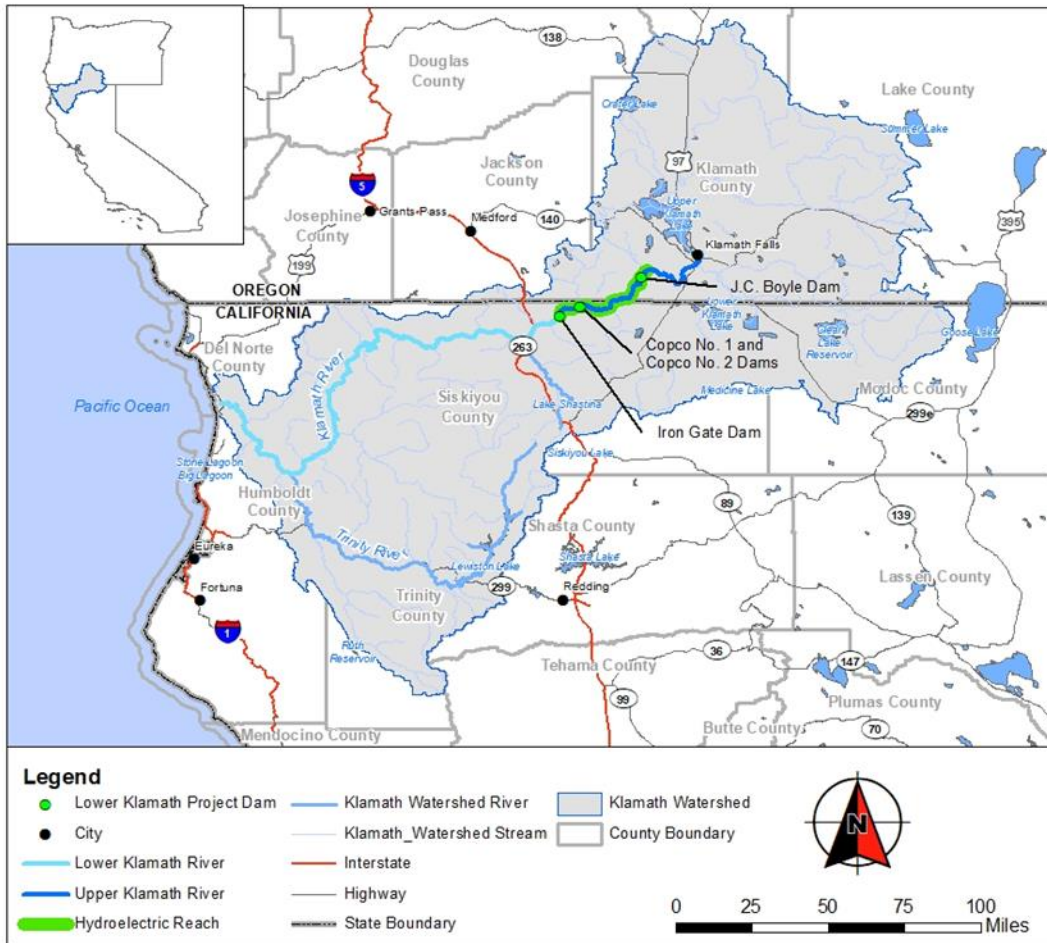 138
Douglas
County
Crater Lake
Lake County
Summer Lake
97
Klamath
County
Jackson
County
5
Josephine
County
Grants Pass
Medford
140
Upper
Klamath
Lake
395
Klamath Falls
199
J.C. Boyle Dam
OREGON
CALIFORNIA
Lower
Klamath
Lake
Clear
Lake
Reservoir
Goose Lake
Del Norte
County
263
Copco No. 1 and
Copco No. 2 Dams
Klamath River
Siskiyou
County
Medicine Lake
Modoc County
Pacific Ocean
Lake Shastina
299e
Iron Gate Dam
Siskiyou Lake
Stone Lagoon
Big Lagoon
Humboldt
County
89
139
Shasta County
Trinity River
Eureka
Shasta Lake
Lewiston Lake
299
Redding
Lassen County
Fortuna
Trinity
County
1
Ruth
Reservoir
36
Tehama County
147
99
Plumas County
Butte County
70
Mendocino County
Legend
Lower Klamath Project Dam
City
Lower Klamath River
Upper Klamath River
Hydroelectric Reach
Klamath Watershed River
Klamath_Watershed Stream
Interstate
Highway
State Boundary
Klamath Watershed
County Boundary
N
0 25 50 75 100
Miles